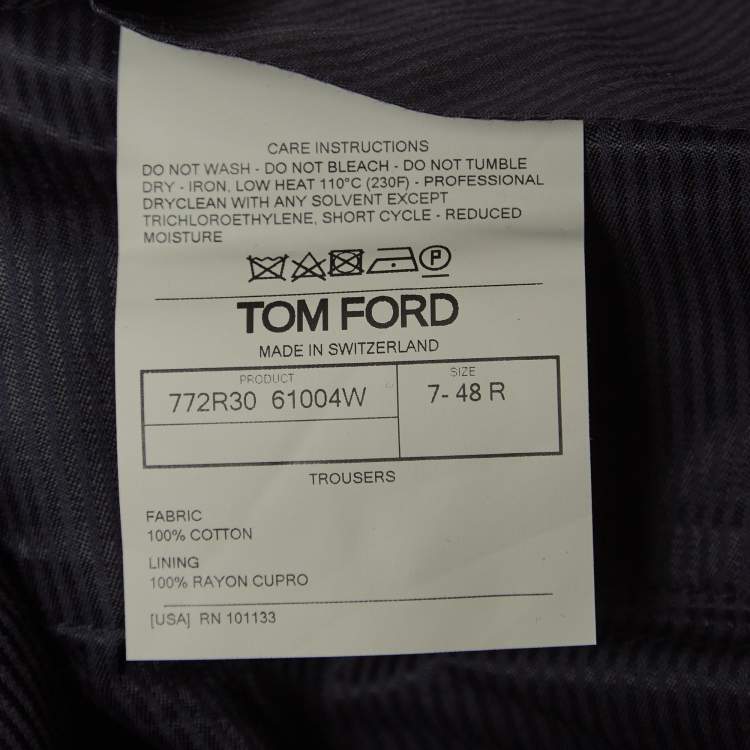 CARE INSTRUCTIONS
DO NOT WASH - DO NOT BLEACH - DO NOT TUMBLE
DRY - IRON, LOW HEAT 110°C (230F) - PROFESSIONAL
DRYCLEAN WITH ANY SOLVENT EXCEPT
TRICHLOROETHYLENE, SHORT CYCLE - REDUCED
MOISTURE
P
TOM FORD
MADE IN SWITZERLAND
PRODUCT
772R30 61004W
SIZE
7- 48 R
TROUSERS
FABRIC
100% COTTON
LINING
100% RAYON CUPRO
[USA] RN 101133